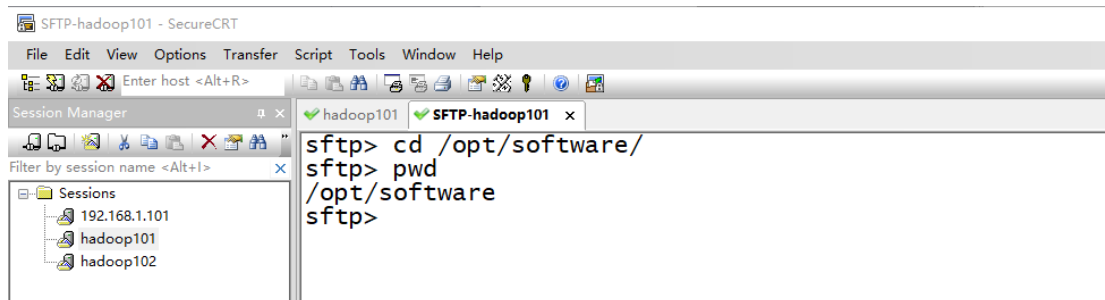 SFTP-hadoop101 - SecureCRT
File Edit View Options Transfer Script Tools Window Help
Enter host <Alt+R>
Session Manager
hadoop101 SFTP-hadoop101
Filter by session name <Alt+I>
Sessions
192.168.1.101
hadoop101
hadoop102
sftp> cd /opt/software/
sftp> pwd
/opt/software
sftp>